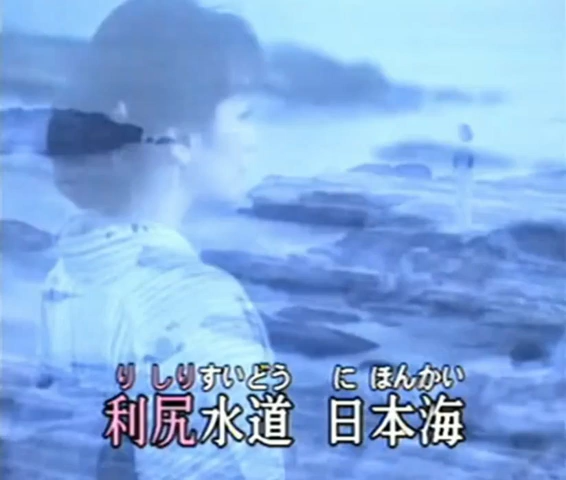 り しりすいどう に ほんかい
利尻水道 日本海